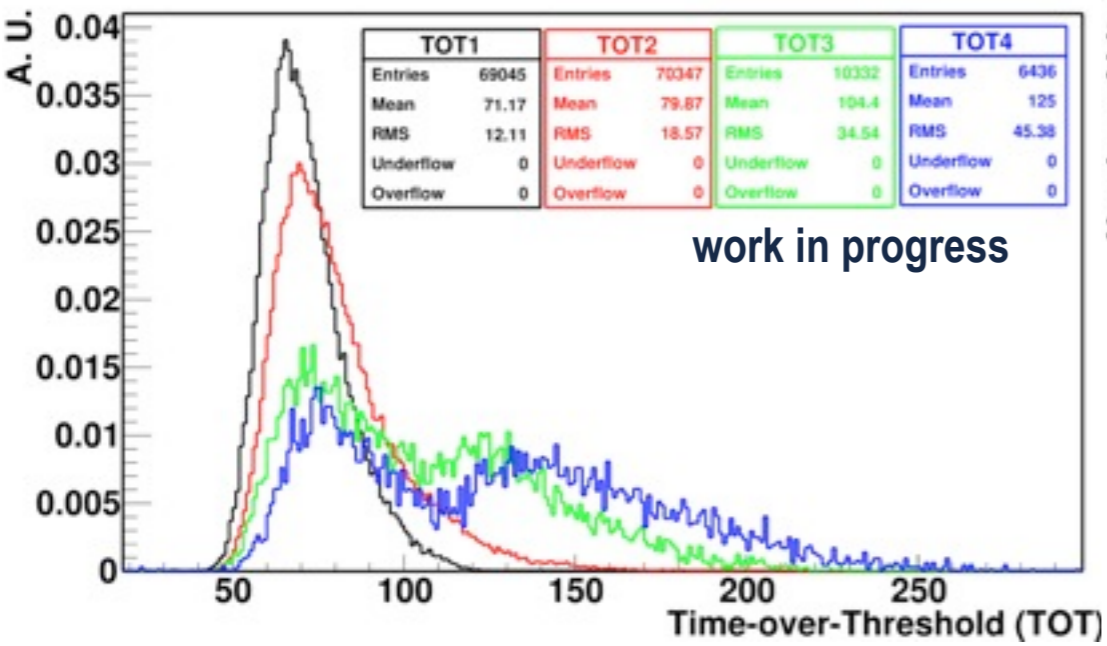 A. U.
0.04
0.035
0.03
0.025
0.02
0.015
0.01
0.005
0
TOT1
Entries 69045
Mean 71.17
RMS 12.11
Underflow 0
Overflow 0
TOT2
Entries 70347
Mean 79.87
RMS 18.57
Underflow 0
Overflow 0
TOT3
Entries 10332
Mean 104.4
RMS 34.54
Underflow 0
Overflow 0
TOT4
Entries 6436
Mean 125
RMS 45.38
Underflow 0
Overflow 0
work in progress
50 100 150 200 250
Time-over-Threshold (TOT)